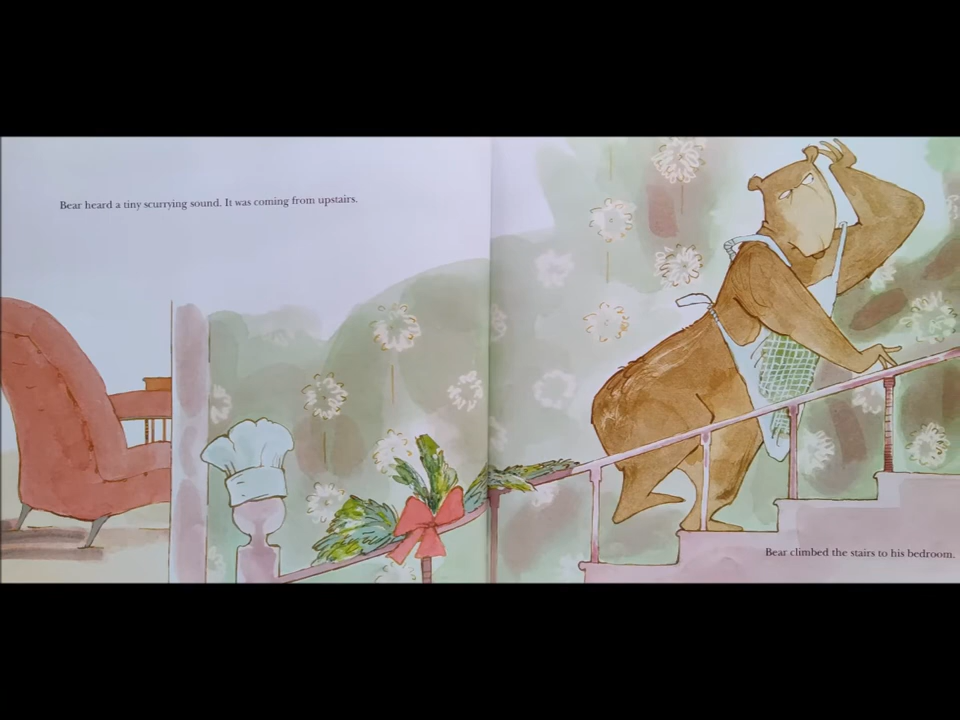 Bear heard a tiny scurrying sound. It was coming from upstairs.
Bear climbed the stairs to his bedroom.